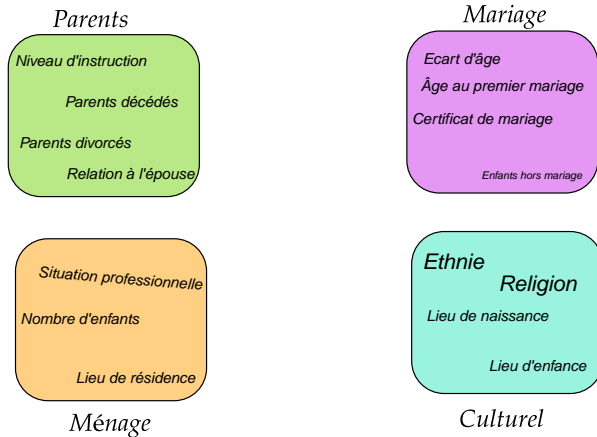 Parents
Niveau d'instruction
Parents décédés
Parents divorcés
Relation à l'épouse
Mariage
Ecart d'âge
Âge au premier mariage
Certificat de mariage
Enfants hors mariage
Situation professionnelle
Nombre d'enfants
Lieu de résidence
Ménage
Ethnie
Religion
Lieu de naissance
Lieu d'enfance
Culturel